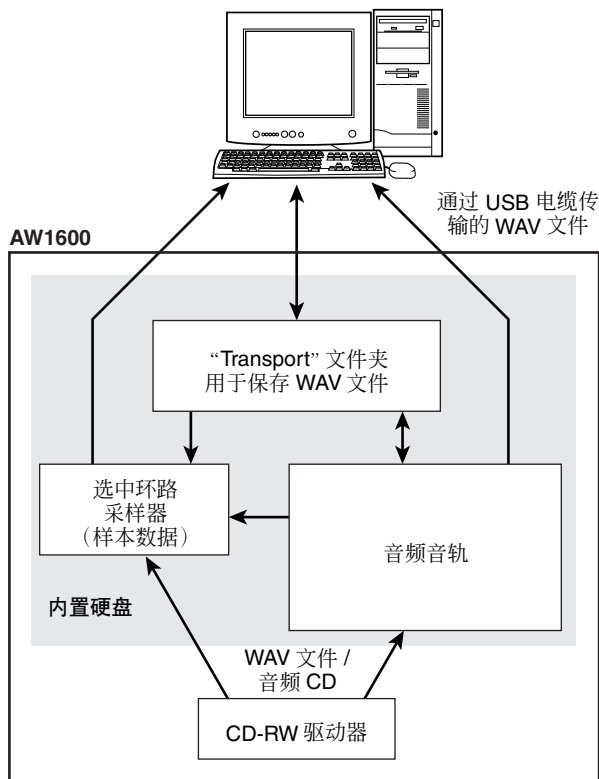 通过 USB 电缆传
输的 WAV 文件
AW1600
“Transport” 文件夹
用于保存 WAV 文件
选中环路
采样器
（样本数据）
音频音轨
内置硬盘
WAV 文件 /
音频 CD
CD-RW 驱动器